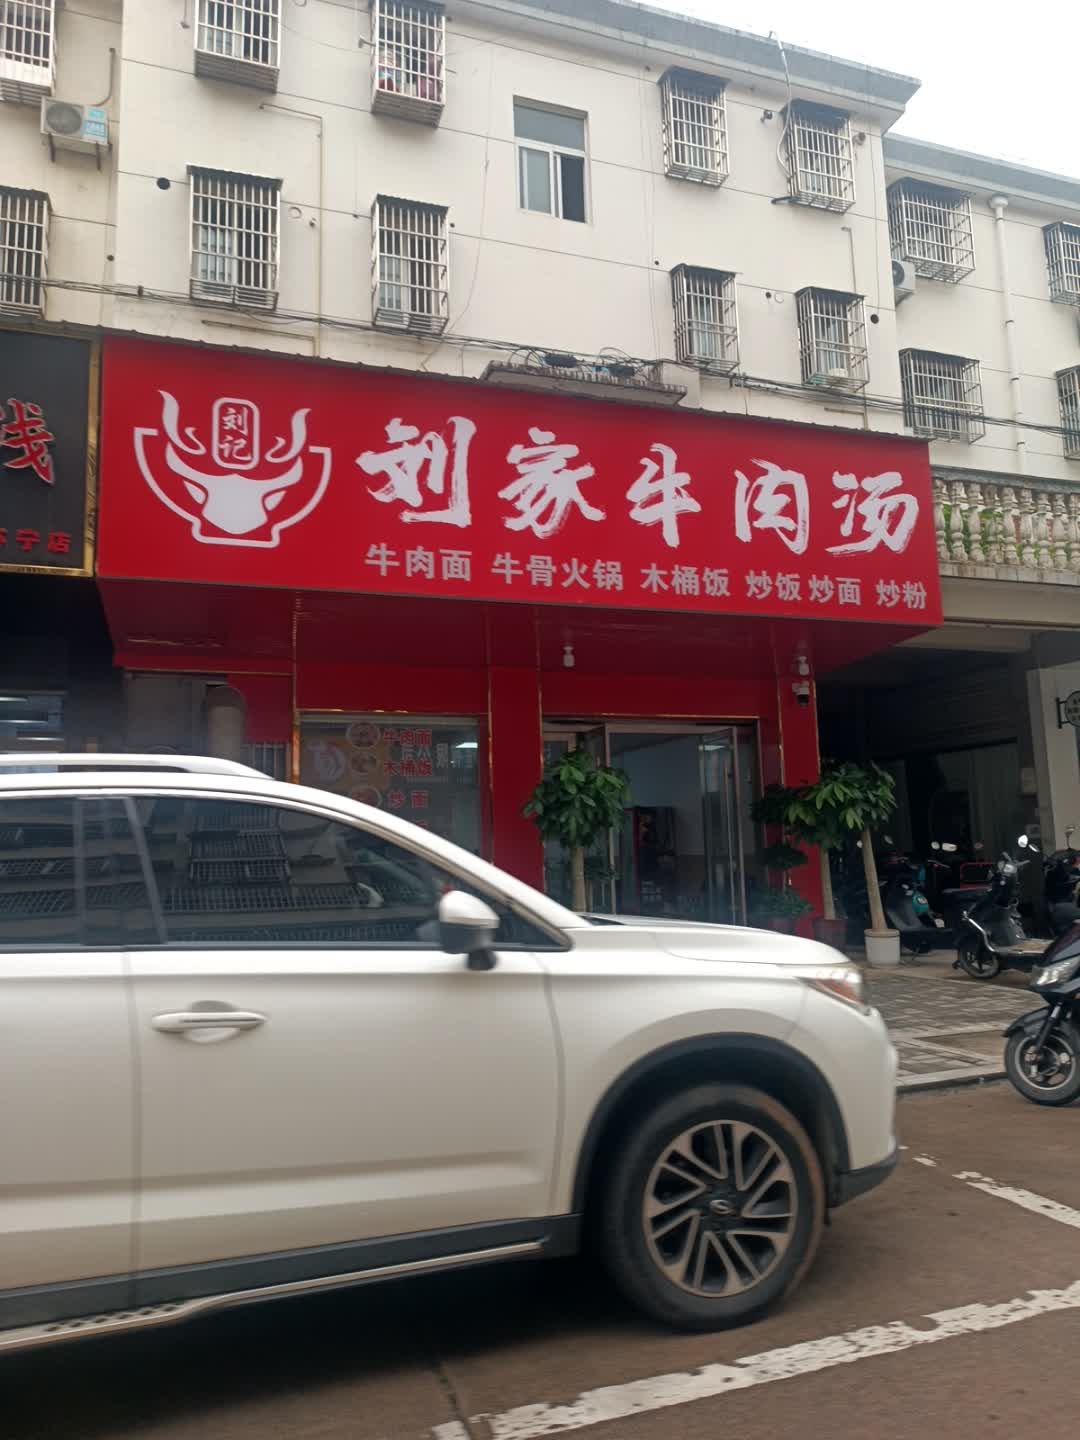 刘
记
刘家牛肉汤
牛肉面 牛骨火锅 木桶饭 炒饭 炒面 炒粉
宁店
牛肉面
木桶饭
炒面